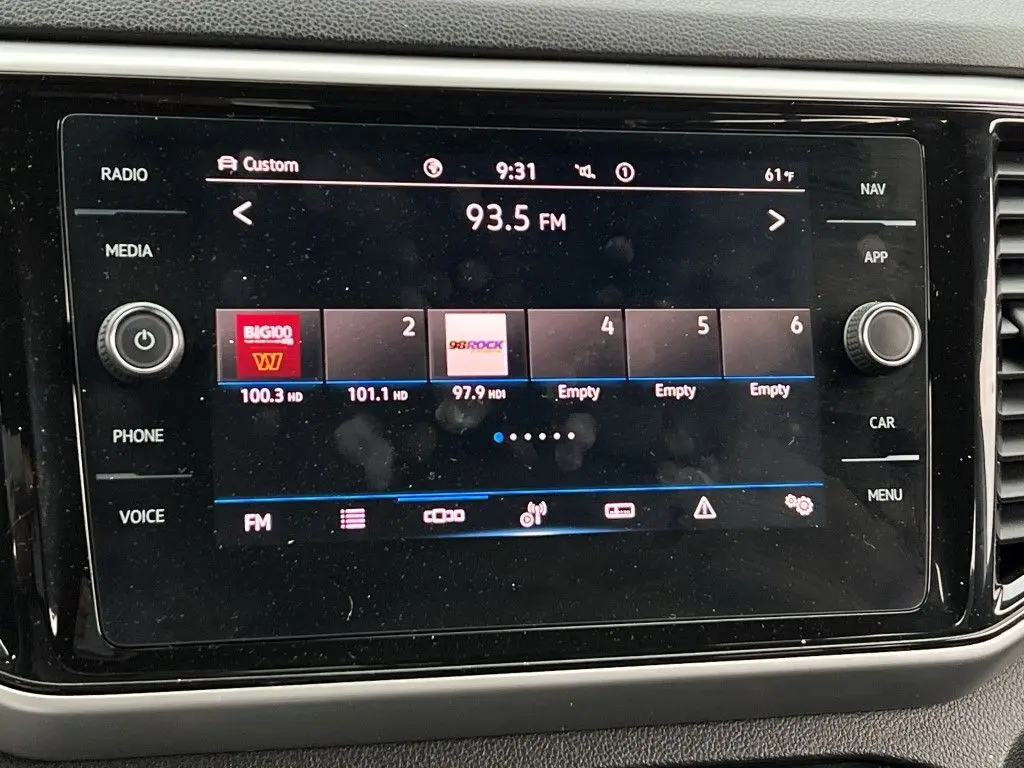 RADIO
MEDIA
PHONE
VOICE
Custom
9:31
1
61°F
93.5 FM
BIG100
2
98ROCK
4
5
6
100.3 HD
101.1 HD
97.9 HD1
Empty
Empty
Empty
FM
NAV
APP
CAR
MENU